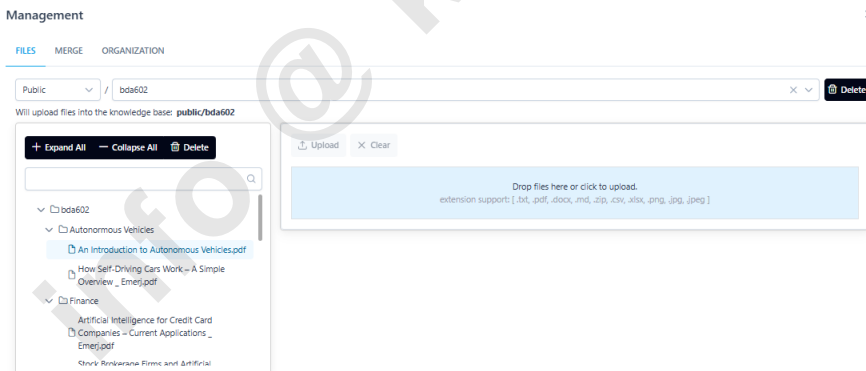 Management
FILES MERGE ORGANIZATION
Public / bda602
Delete
Will upload files into the knowledge base: public/bda602
Expand All Collapse All Delete
Upload Clear
Drop files here or click to upload.
extension support: [ .txt, .pdf, .docx, .md, .zip, .csv, .xlsx, .png, .jpg, .jpeg ]
bda602
Autonormous Vehicles
An Introduction to Autonomous Vehicles.pdf
How Self-Driving Cars Work – A Simple
Overview _ Emerj.pdf
Finance
Artificial Intelligence for Credit Card
Companies – Current Applications _
Emerj.pdf
Stock Brokerage Firms and Artificial
info @